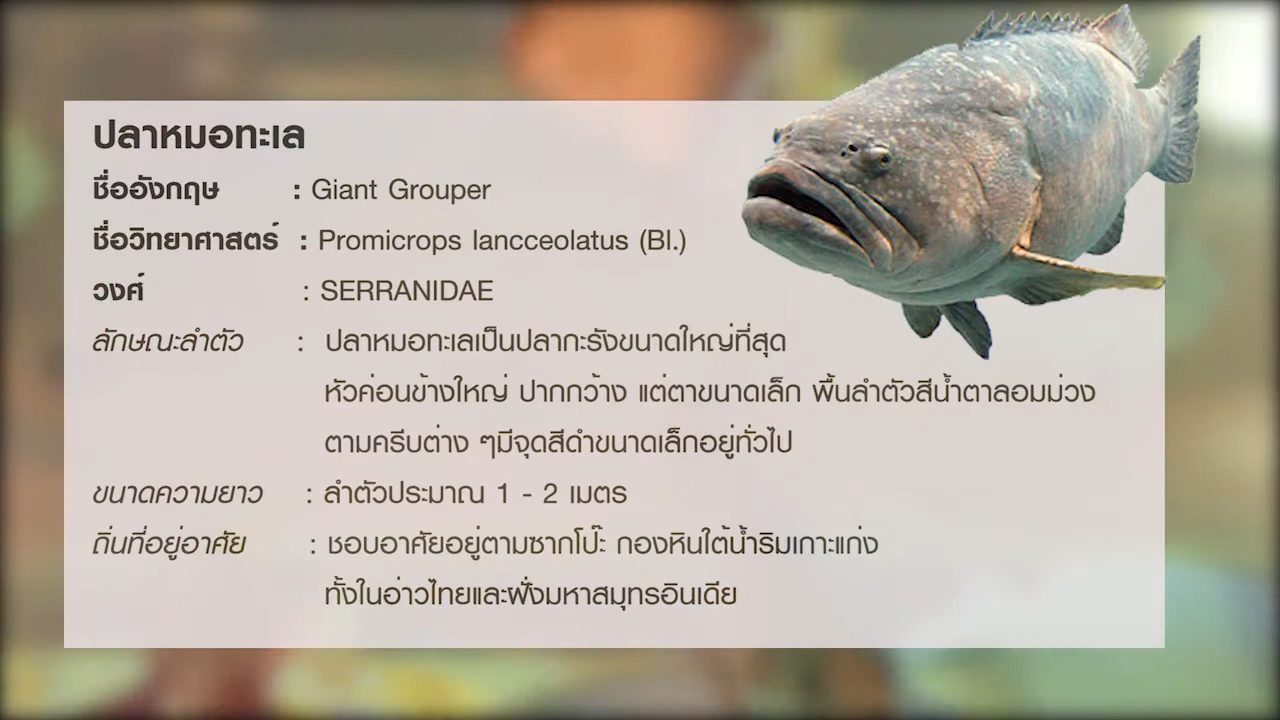 ปลาหมอทะเล
ชื่ออังกฤษ : Giant Grouper
ชื่อวิทยาศาสตร์ : Promicrops lancceolatus (Bl.)
วงศ์ : SERRANIDAE
ลักษณะลำตัว : ปลาหมอทะเลเป็นปลากะรังขนาดใหญ่ที่สุด
หัวค่อนข้างใหญ่ ปากกว้าง แต่ตาขนาดเล็ก พื้นลำตัวสีน้ำตาลอมม่วง
ตามครีบต่าง ๆมีจุดสีดำขนาดเล็กอยู่ทั่วไป
ขนาดความยาว : ลำตัวประมาณ 1 - 2 เมตร
ถิ่นที่อยู่อาศัย : ชอบอาศัยอยู่ตามซากโป๊ะ กองหินใต้น้ำริมเกาะแก่ง
ทั้งในอ่าวไทยและฝั่งมหาสมุทรอินเดีย